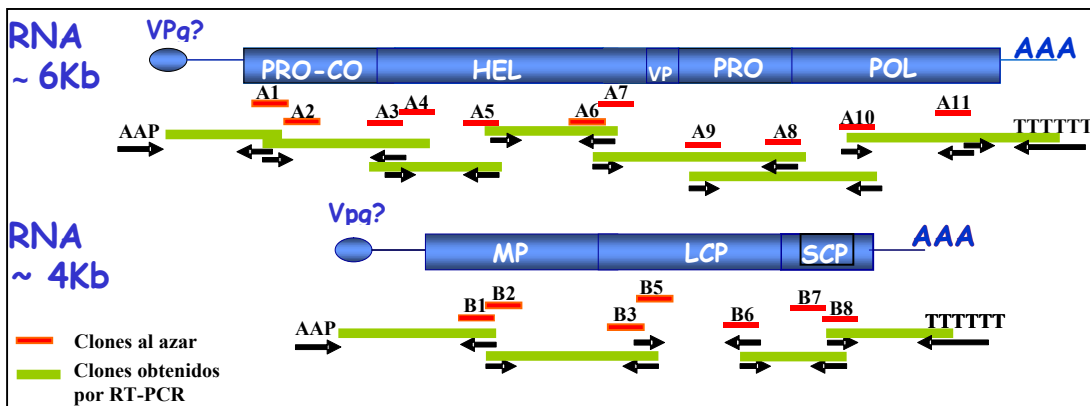 VPg?
RNA
~ 6Kb
PRO-CO HEL VP PRO POL AAA
A1 A2 A3 A4 A5 A6 A7 A9 A8 A10 A11
AAP TTTTTT
Vpg?
RNA
~ 4Kb
MP LCP SCP AAA
B1 B2 B3 B5 B6 B7 B8
AAP TTTTTT
Clones al azar
Clones obtenidos
por RT-PCR